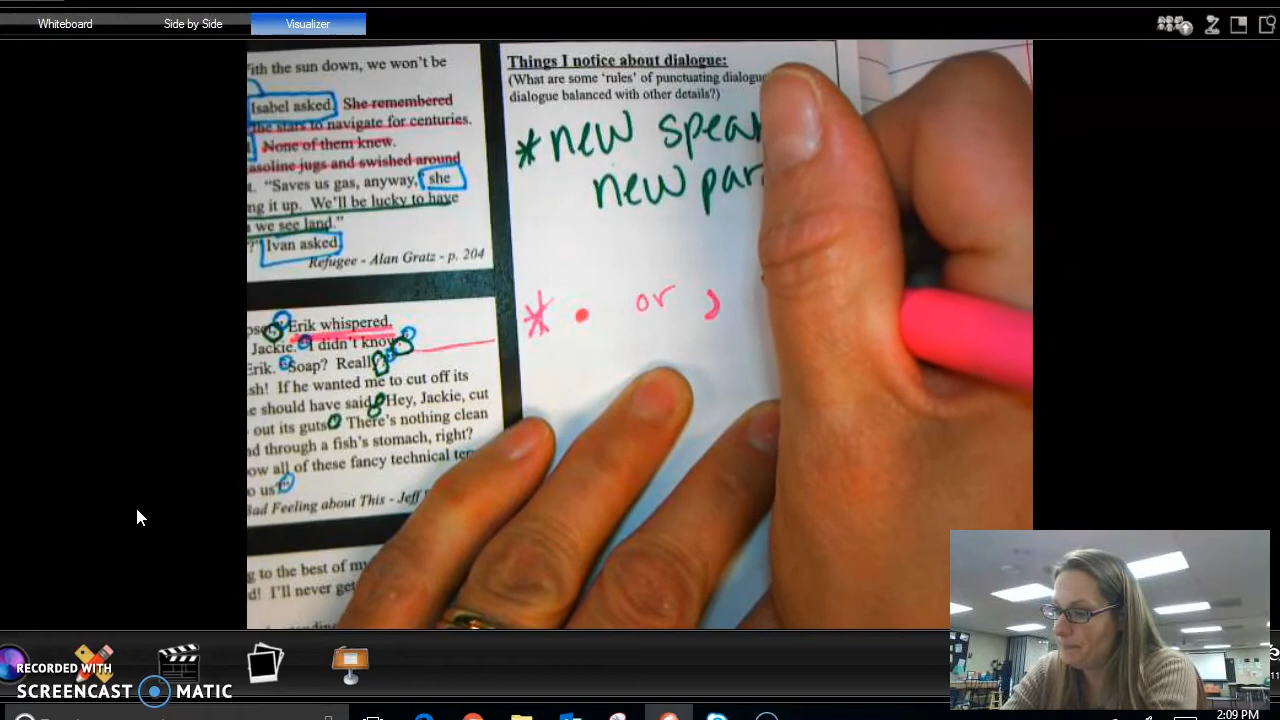 Whiteboard Side by Side Visualizer
ith the sun down, we won't be
Isabel asked. She remembered
the stars to navigate for centuries.
None of them knew.
asoline jugs and swished around
"Saves us gas, anyway, she
ng it up. We'll be lucky to have
we see land."
Ivan asked
Refugee - Alan Gratz - p. 204
Erik whispered.
Jackie. "I didn't know
Erik. "Soap? Really?
sh! If he wanted me to cut off its
e should have said, Hey, Jackie, cut
out its guts. There's nothing clean
d through a fish's stomach, right?
ow all of these fancy technical ter
o us?"
Bad Feeling about This - Jeff
g to the best of my
d! I'll never get
Things I notice about dialogue:
(What are some 'rules' of punctuating dialogue
dialogue balanced with other details?)
*new spea
new par
* . or ,
RECORDED WITH
SCREENCAST MATIC
2:09 PM